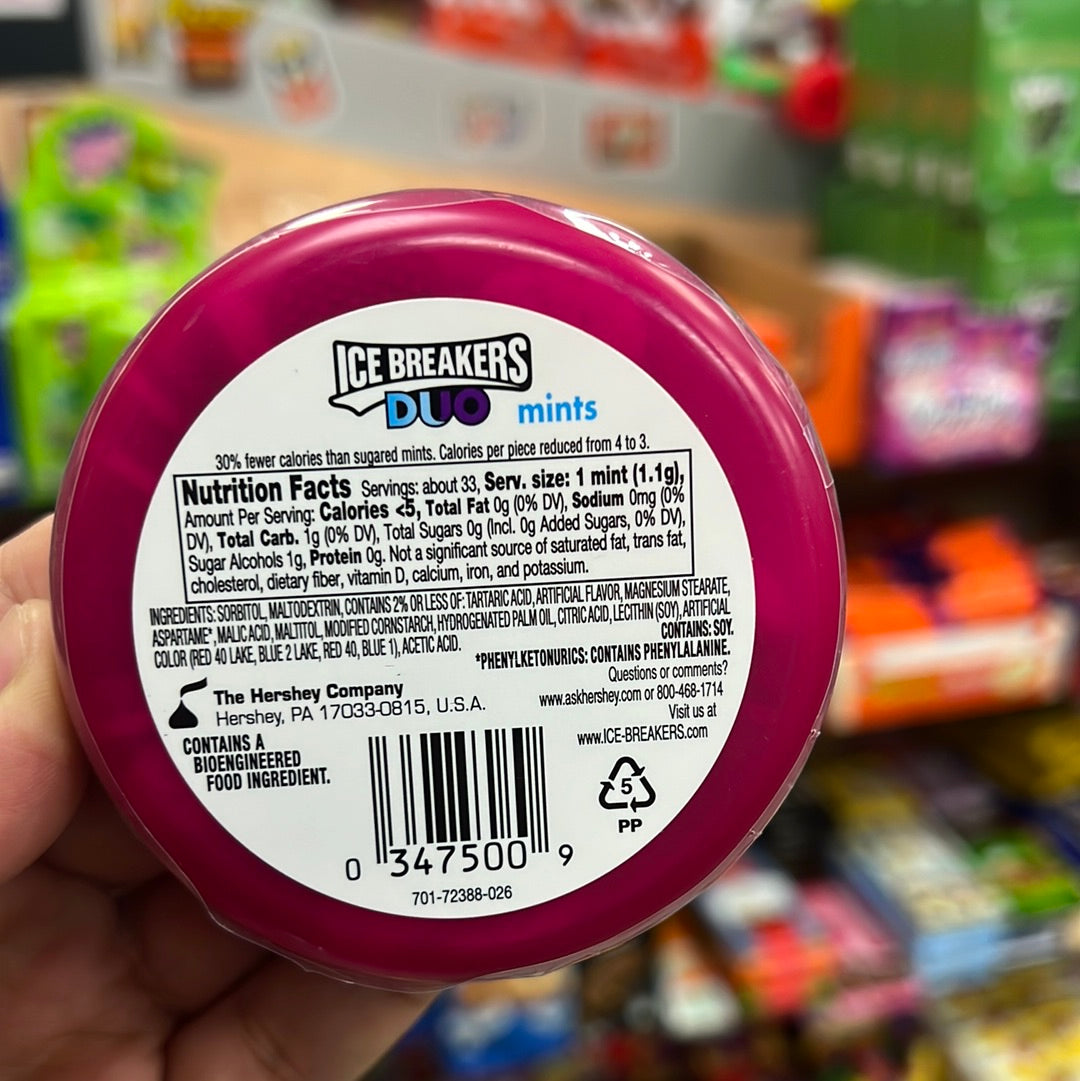 ICE BREAKERS
DUO mints
30% fewer calories than sugared mints. Calories per piece reduced from 4 to 3.
Nutrition Facts Servings: about 33, Serv. size: 1 mint (1.1g),
Amount Per Serving: Calories <5, Total Fat 0g (0% DV), Sodium 0mg (0%
DV), Total Carb. 1g (0% DV), Total Sugars 0g (Incl. 0g Added Sugars, 0% DV),
Sugar Alcohols 1g, Protein 0g. Not a significant source of saturated fat, trans fat,
cholesterol, dietary fiber, vitamin D, calcium, iron, and potassium.
INGREDIENTS: SORBITOL, MALTODEXTRIN, CONTAINS 2% OR LESS OF: TARTARIC ACID, ARTIFICIAL FLAVOR, MAGNESIUM STEARATE,
ASPARTAME*, MALIC ACID, MALTITOL, MODIFIED CORNSTARCH, HYDROGENATED PALM OIL, CITRIC ACID, LECITHIN (SOY), ARTIFICIAL
COLOR (RED 40 LAKE, BLUE 2 LAKE, RED 40, BLUE 1), ACETIC ACID.
CONTAINS: SOY.
*PHENYLKETONURICS: CONTAINS PHENYLALANINE.
The Hershey Company
Hershey, PA 17033-0815, U.S.A.
Questions or comments?
www.askhershey.com or 800-468-1714
Visit us at
www.ICE-BREAKERS.com
CONTAINS A
BIOENGINEERED
FOOD INGREDIENT.
5
PP
0 347500 9
701-72388-026